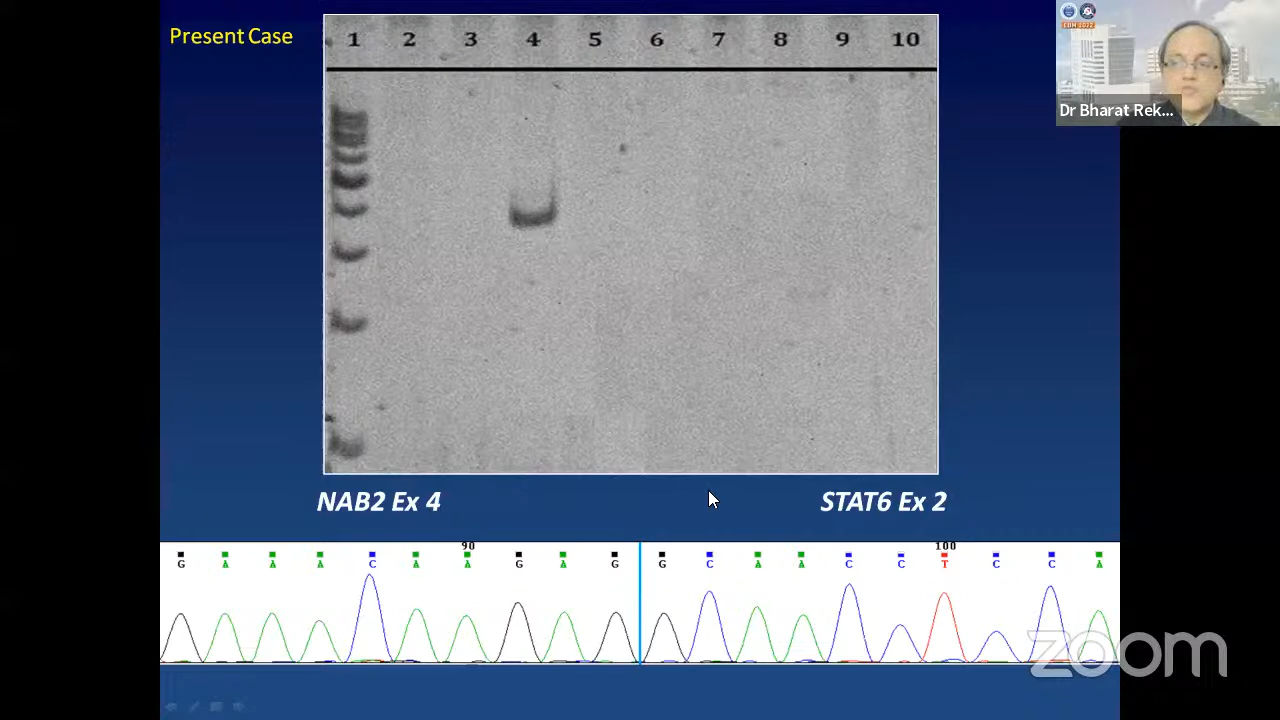 Present Case
1 2 3 4 5 6 7 8 9 10
Dr Bharat Rek...
NAB2 Ex 4
STAT6 Ex 2
90 100
G A A A C A A G A G G C A A C C T C C A
zoom